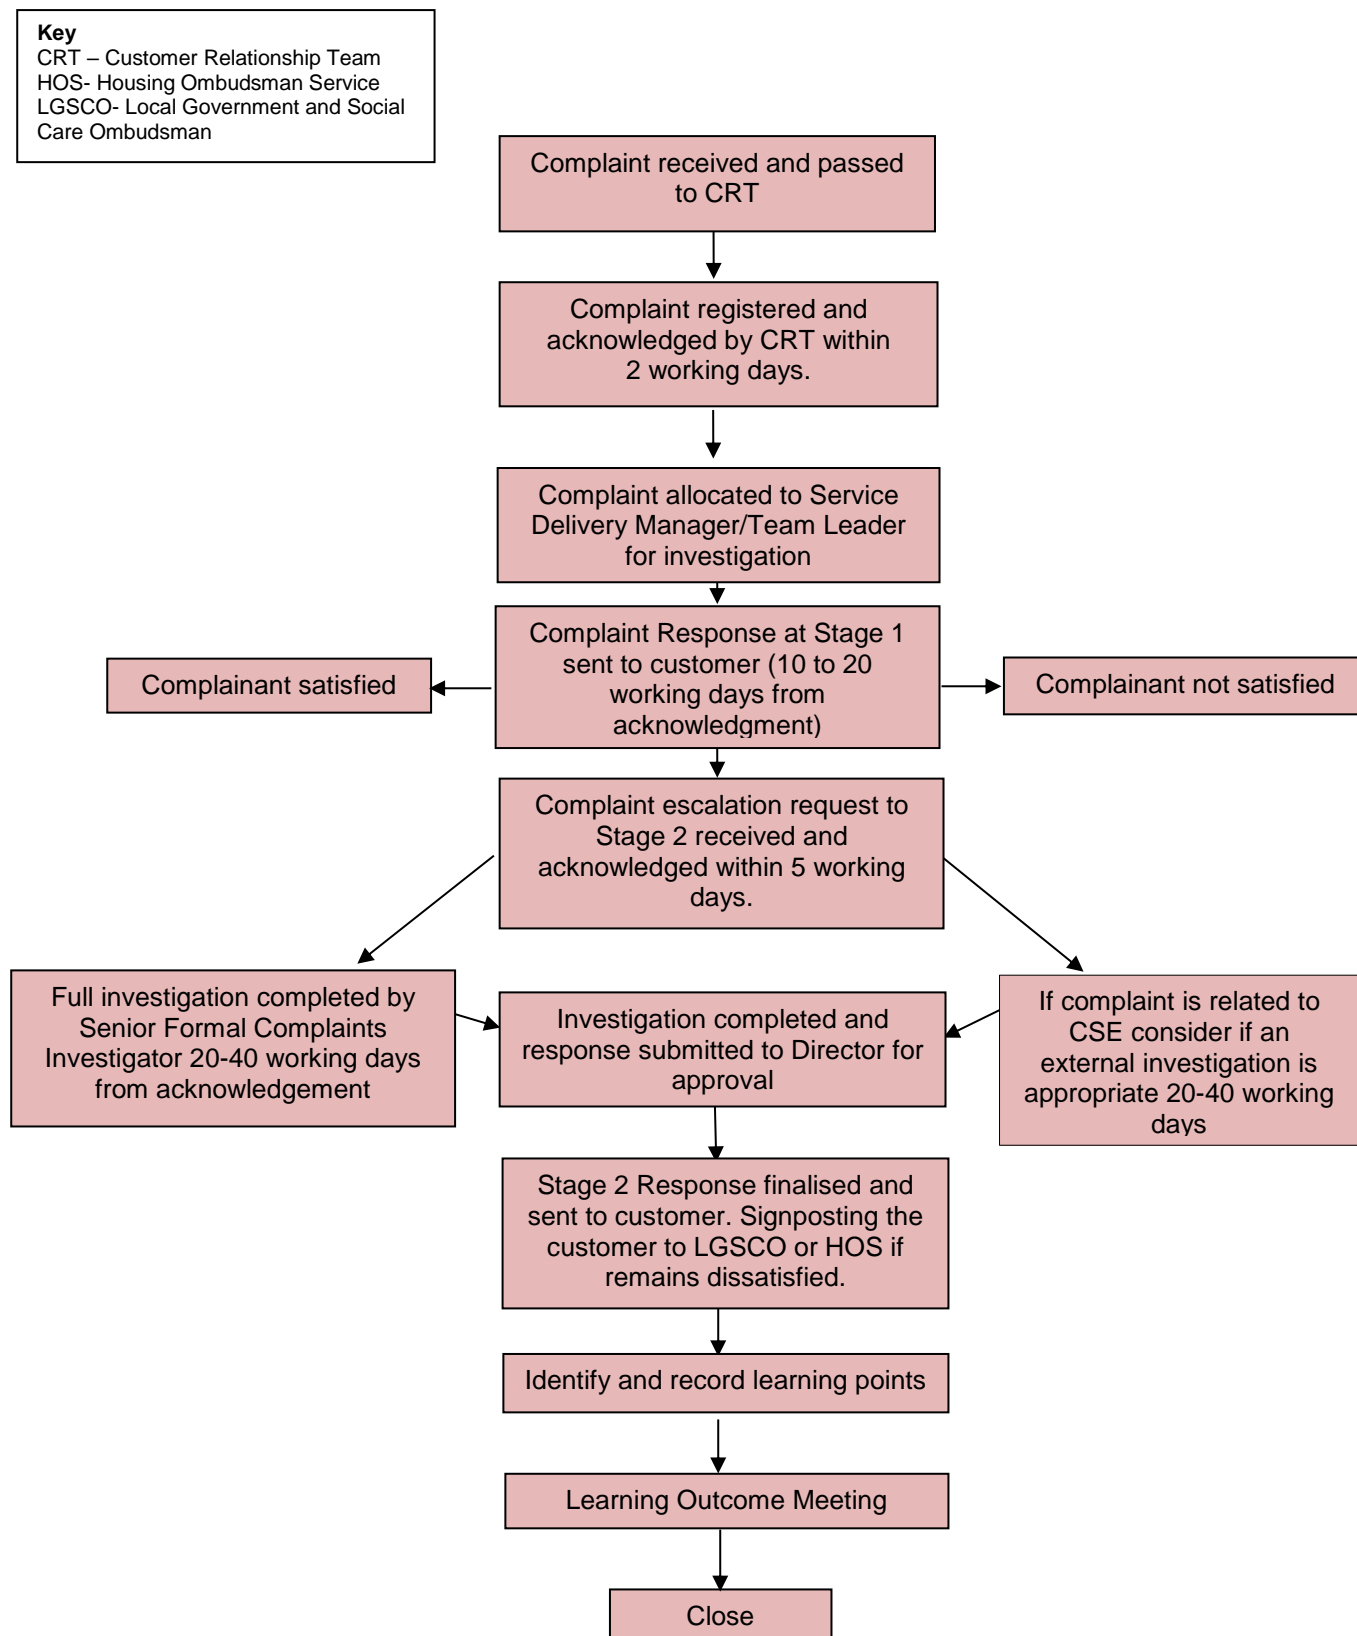 Key
CRT – Customer Relationship Team
HOS- Housing Ombudsman Service
LGSCO- Local Government and Social
Care Ombudsman
Complaint received and passed
to CRT
Complaint registered and
acknowledged by CRT within
2 working days.
Complaint allocated to Service
Delivery Manager/Team Leader
for investigation
Complaint Response at Stage 1
sent to customer (10 to 20
working days from
acknowledgment)
Complainant satisfied
Complainant not satisfied
Complaint escalation request to
Stage 2 received and
acknowledged within 5 working
days.
Full investigation completed by
Senior Formal Complaints
Investigator 20-40 working days
from acknowledgement
Investigation completed and
response submitted to Director for
approval
If complaint is related to
CSE consider if an
external investigation is
appropriate 20-40 working
days
Stage 2 Response finalised and
sent to customer. Signposting the
customer to LGSCO or HOS if
remains dissatisfied.
Identify and record learning points
Learning Outcome Meeting
Close